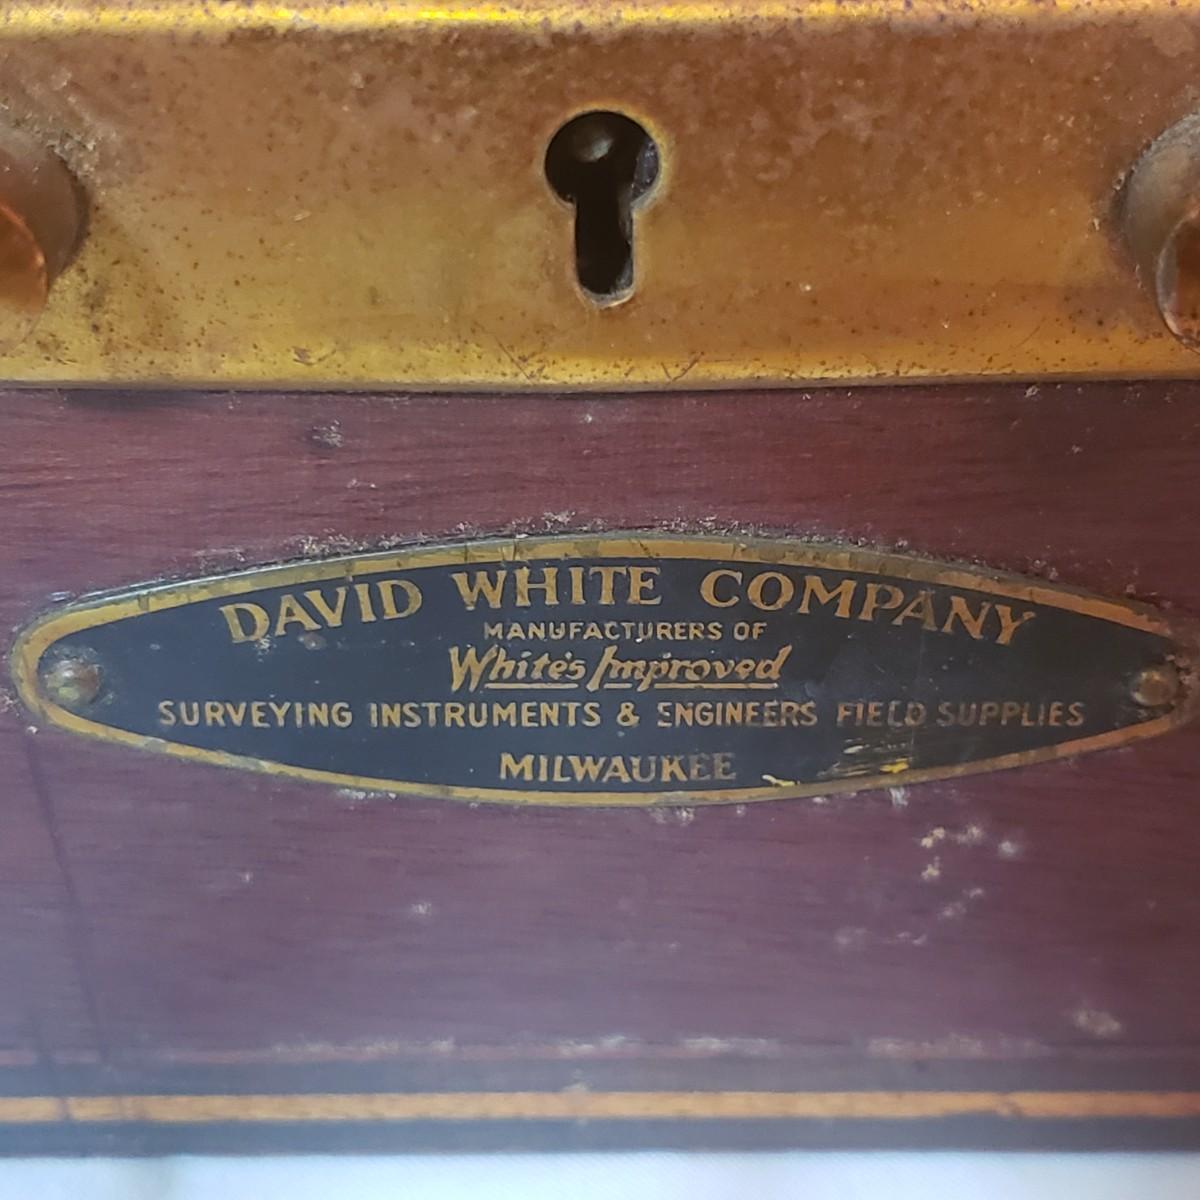 DAVID WHITE COMPANY
MANUFACTURERS OF
White's Improved
SURVEYING INSTRUMENTS & ENGINEERS FIELD SUPPLIES
MILWAUKEE